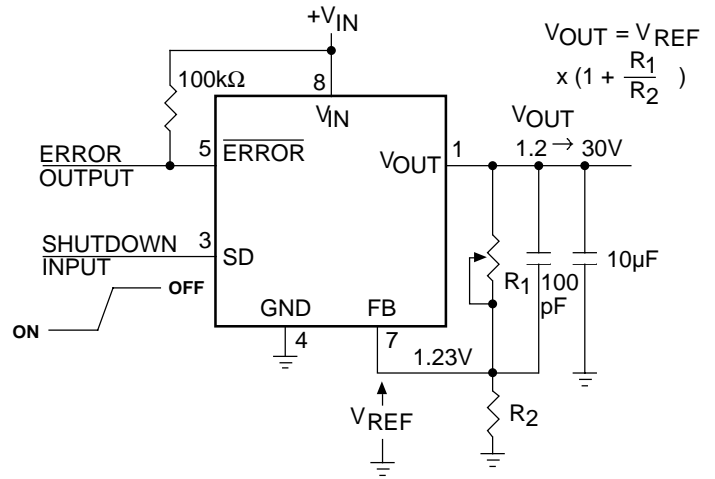 +VIN
VOUT = VREF
x (1 + R1
R2 )
100kΩ
8
VIN
VOUT
1.2 → 30V
ERROR
OUTPUT
5
ERROR
VOUT
1
SHUTDOWN
INPUT
3
SD
OFF
ON
GND
FB
4
7
1.23V
R1
100
pF
10µF
VREF
R2